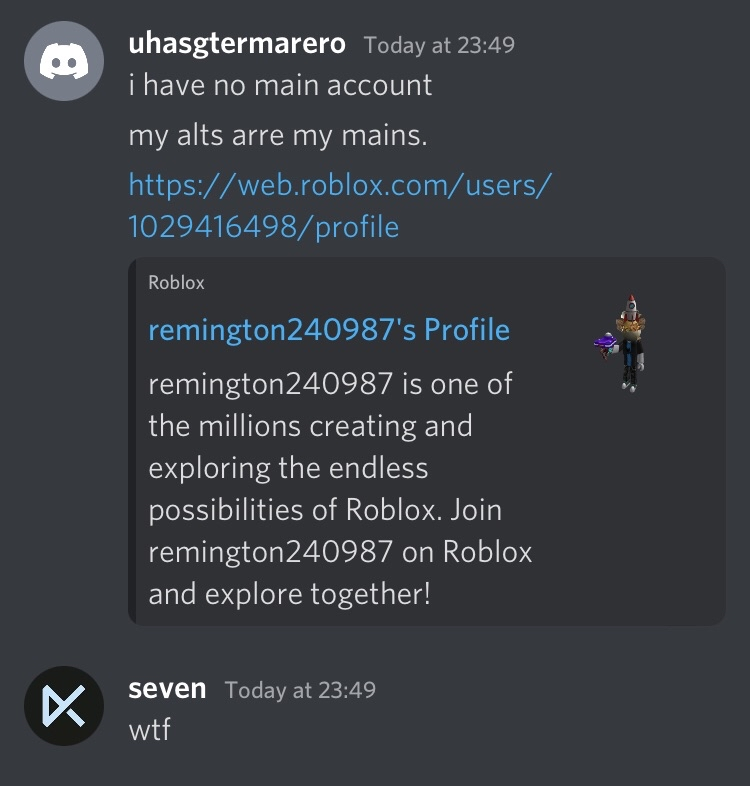 uhasgtermarero Today at 23:49
i have no main account
my alts arre my mains.
https://web.roblox.com/users/
1029416498/profile
Roblox
remington240987's Profile
remington240987 is one of
the millions creating and
exploring the endless
possibilities of Roblox. Join
remington240987 on Roblox
and explore together!
seven Today at 23:49
wtf